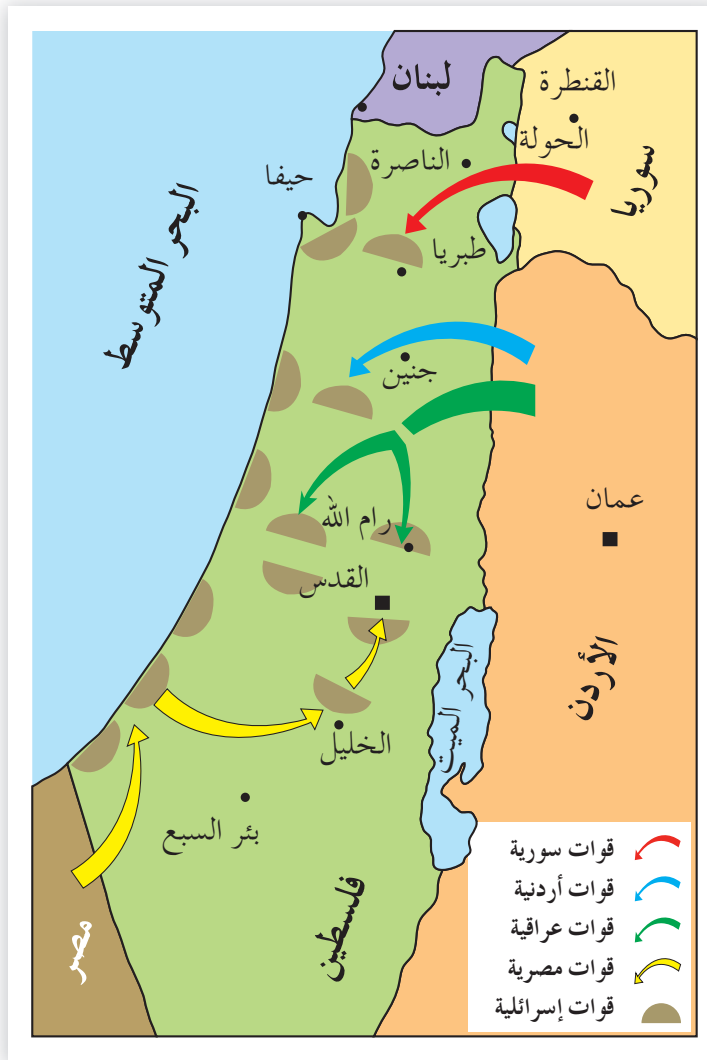 لبنان
القنطرة
الحولة
سوريا
الناصرة
حيفا
طبريا
البحر المتوسط
جنين
عمان
رام الله
القدس
البحر الميت
الأردن
الخليل
بئر السبع
فلسطين
مصر
قوات سورية
قوات أردنية
قوات عراقية
قوات مصرية
قوات إسرائلية